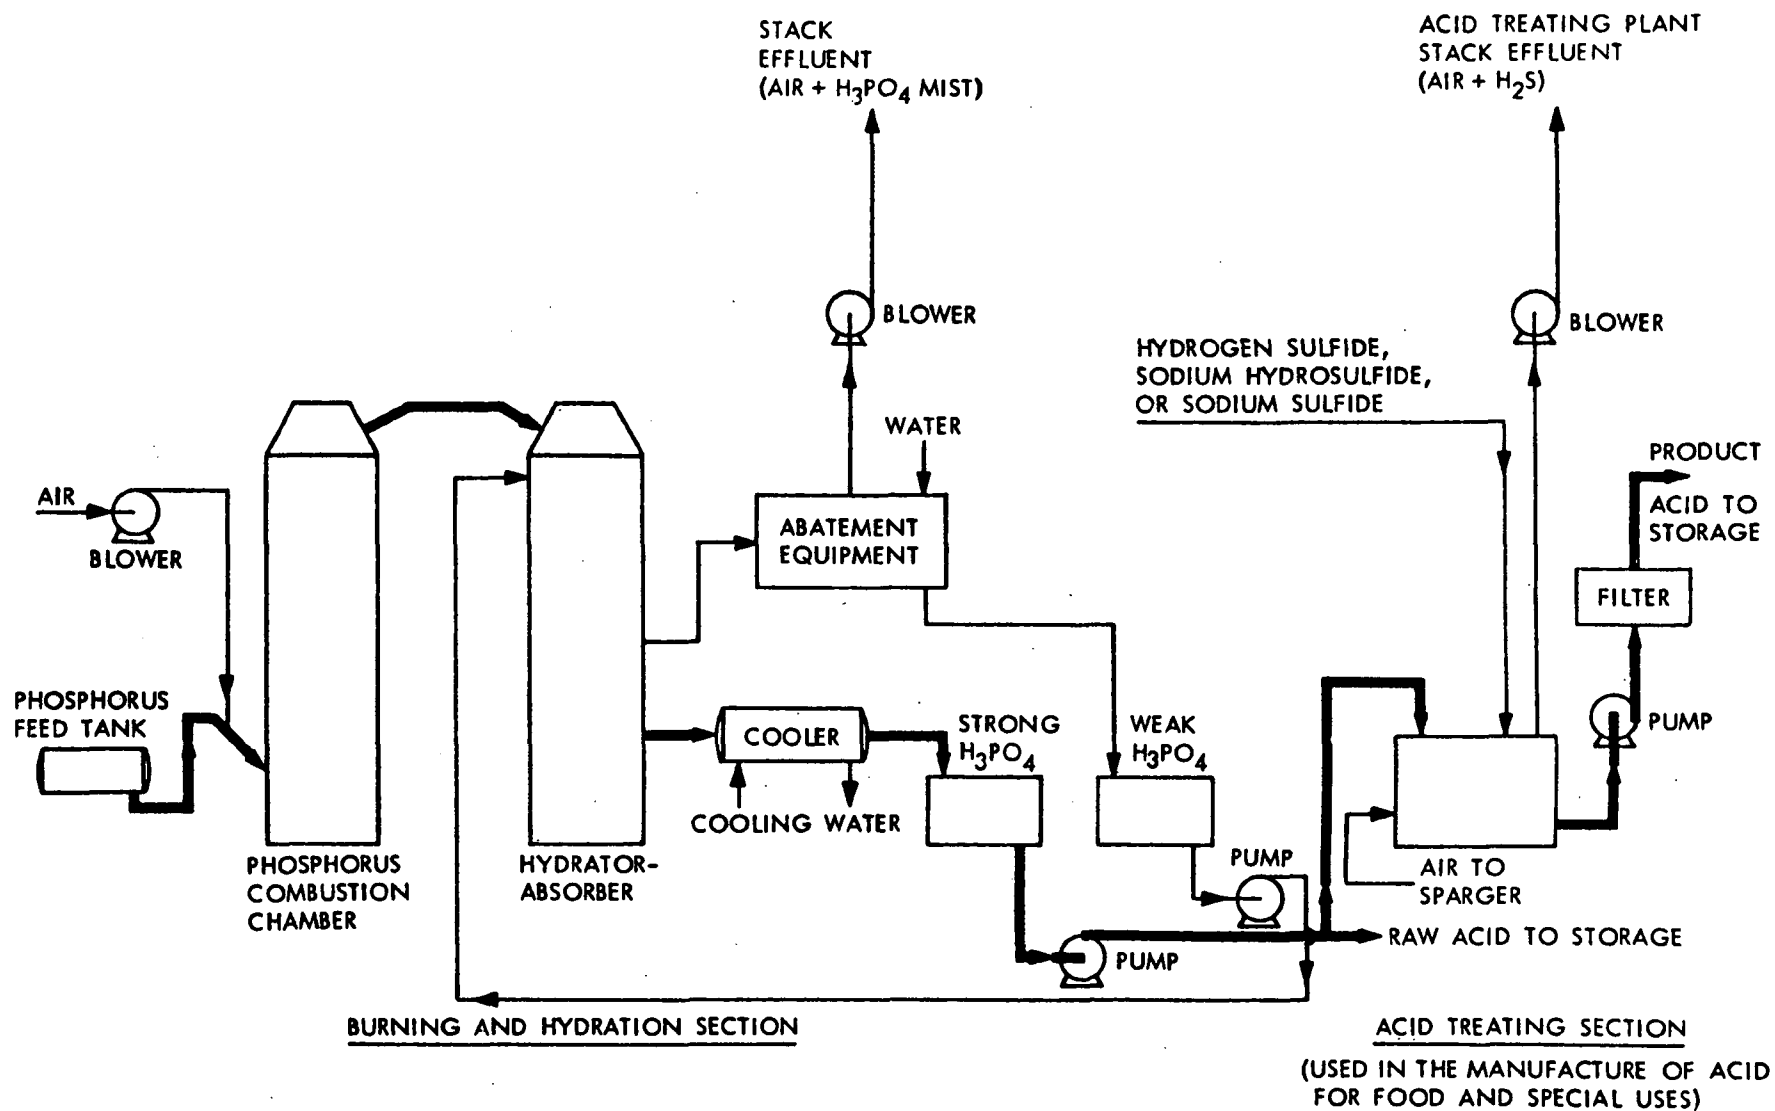 STACK
EFFLUENT
(AIR + H₃PO₄ MIST)
ACID TREATING PLANT
STACK EFFLUENT
(AIR + H₂S)
BLOWER
BLOWER
HYDROGEN SULFIDE,
SODIUM HYDROSULFIDE,
OR SODIUM SULFIDE
WATER
PRODUCT
ACID TO
STORAGE
AIR
BLOWER
ABATEMENT
EQUIPMENT
FILTER
PHOSPHORUS
FEED TANK
COOLER
STRONG
H₃PO₄
WEAK
H₃PO₄
PUMP
COOLING WATER
PHOSPHORUS
COMBUSTION
CHAMBER
HYDRATOR-
ABSORBER
PUMP
AIR TO
SPARGER
PUMP
RAW ACID TO STORAGE
BURNING AND HYDRATION SECTION
ACID TREATING SECTION
(USED IN THE MANUFACTURE OF ACID
FOR FOOD AND SPECIAL USES)